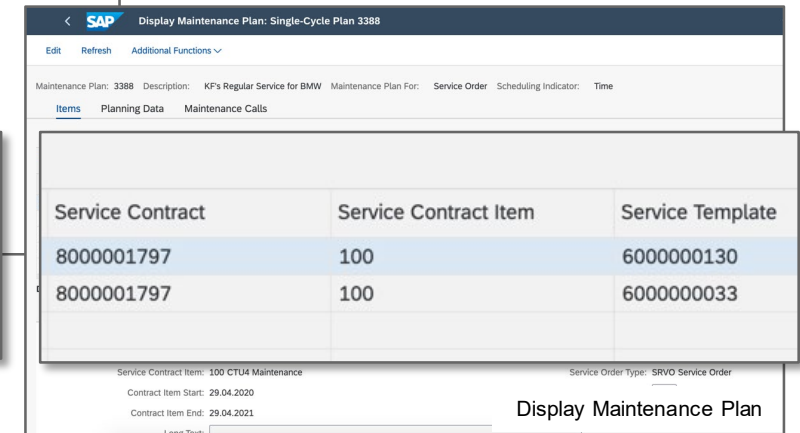 SAP Display Maintenance Plan: Single-Cycle Plan 3388
Edit Refresh Additional Functions
Maintenance Plan: 3388 Description: KF's Regular Service for BMW Maintenance Plan For: Service Order Scheduling Indicator: Time
Items Planning Data Maintenance Calls
Service Contract Service Contract Item Service Template
8000001797 100 6000000130
8000001797 100 6000000033
Service Contract Item: 100 CTU4 Maintenance Service Order Type: SRVO Service Order
Contract Item Start: 29.04.2020
Contract Item End: 29.04.2021
Display Maintenance Plan
Long Text: